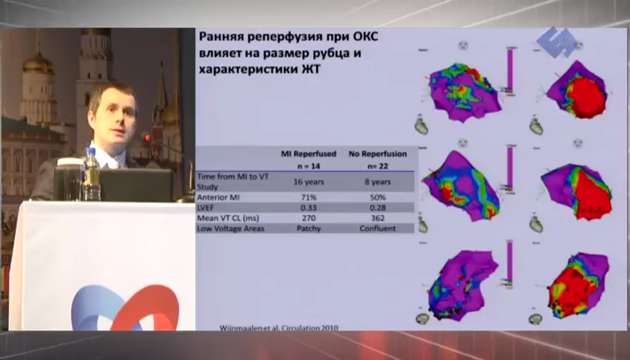 Ранняя реперфузия при ОКС
влияет на размер рубца и
характеристики ЖТ
MI Reperfused No Reperfusion
n = 14 n= 22
Time from MI to VT Study 16 years 8 years
Anterior MI 71% 50%
LVEF 0.33 0.28
Mean VT CL (ms) 270 362
Low Voltage Areas Patchy Confluent
Wijnmaalen et al. Circulation 2010